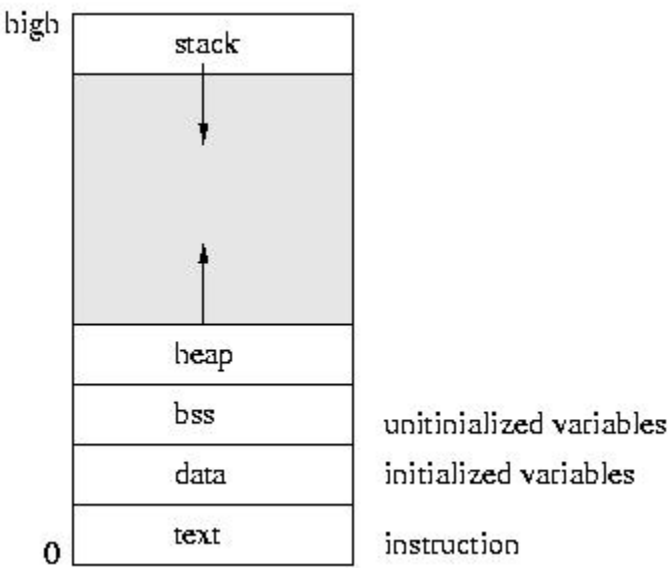 high
stack
heap
bss
unitinialized variables
data
initialized variables
text
instruction
0